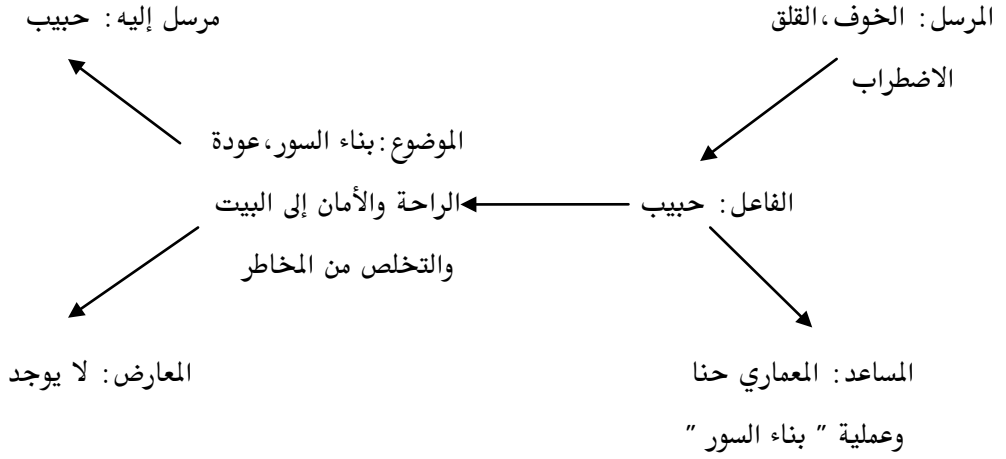 المرسل: الخوف،القلق
الاضطراب
مرسل إليه: حبيب
الموضوع:بناء السور،عودة
الراحة والأمان إلى البيت
والتخلص من المخاطر
الفاعل: حبيب
المساعد: المعماري حنا
وعملية " بناء السور "
المعارض: لا يوجد